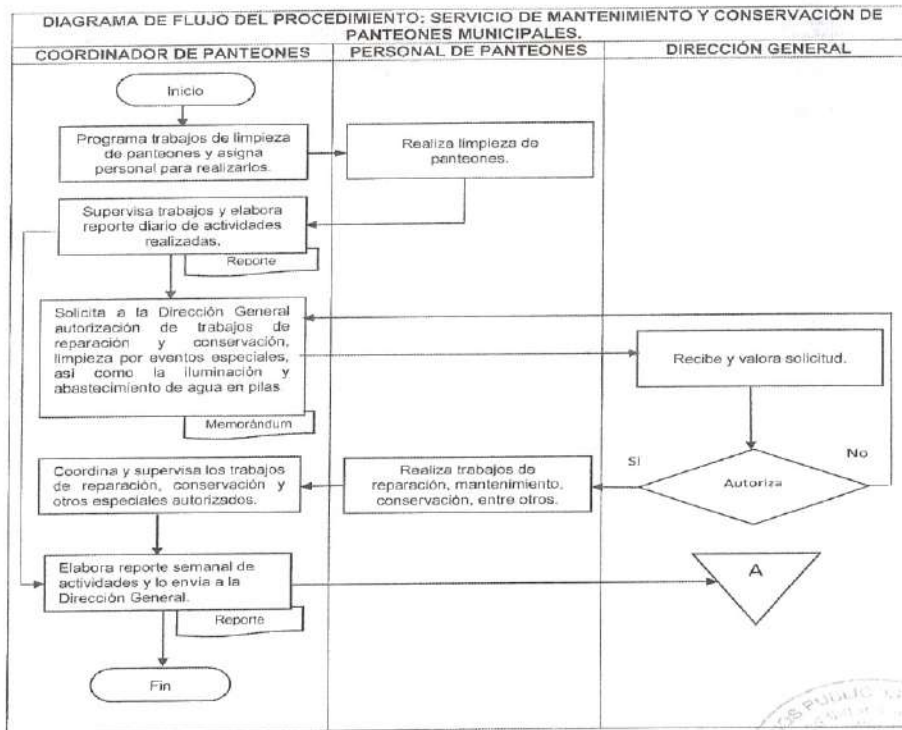 DIAGRAMA DE FLUJO DEL PROCEDIMIENTO: SERVICIO DE MANTENIMIENTO Y CONSERVACIÓN DE
PANTEONES MUNICIPALES.
COORDINADOR DE PANTEONES
PERSONAL DE PANTEONES
DIRECCIÓN GENERAL
Inicio
Programa trabajos de limpieza
de panteones y asigna
personal para realizarlos.
Realiza limpieza de
panteones.
Supervisa trabajos y elabora
reporte diario de actividades
realizadas.
Reporte
Solicita a la Dirección General
autorización de trabajos de
reparación y conservación,
limpieza por eventos especiales,
asi como la iluminación y
abastecimiento de agua en pilas
Memorándum
Recibe y valora solicitud.
Autoriza
Si
No
Realiza trabajos de
reparación, mantenimiento,
conservación, entre otros.
Coordina y supervisa los trabajos
de reparación, conservación y
otros especiales autorizados.
Elabora reporte semanal de
actividades y lo envia a la
Dirección General.
Reporte
A
Fin